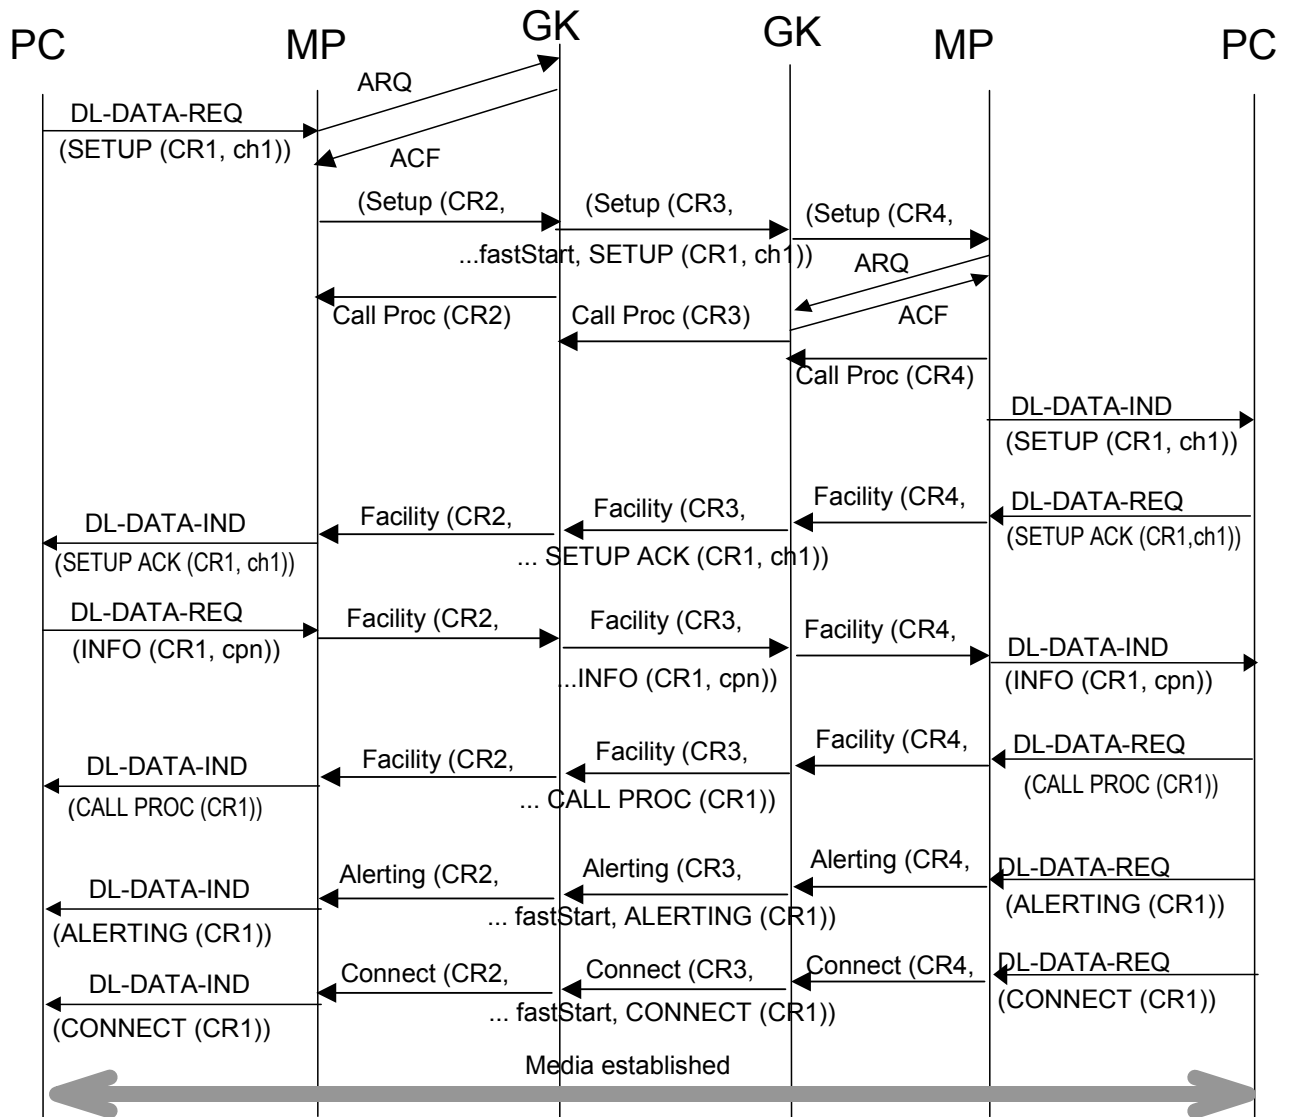 PC MP GK GK MP PC
ARQ
DL-DATA-REQ
(SETUP (CR1, ch1))
ACF
(Setup (CR2, (Setup (CR3, (Setup (CR4,
...fastStart, SETUP (CR1, ch1))
ARQ
Call Proc (CR2) Call Proc (CR3) ACF
Call Proc (CR4)
DL-DATA-IND
(SETUP (CR1, ch1))
DL-DATA-IND Facility (CR2, Facility (CR3, Facility (CR4, DL-DATA-REQ
(SETUP ACK (CR1, ch1)) ... SETUP ACK (CR1, ch1)) (SETUP ACK (CR1,ch1))
DL-DATA-REQ Facility (CR2, Facility (CR3, Facility (CR4, DL-DATA-IND
(INFO (CR1, cpn)) ...INFO (CR1, cpn)) (INFO (CR1, cpn))
DL-DATA-IND Facility (CR2, Facility (CR3, Facility (CR4, DL-DATA-REQ
(CALL PROC (CR1)) ... CALL PROC (CR1)) (CALL PROC (CR1))
DL-DATA-IND Alerting (CR2, Alerting (CR3, Alerting (CR4, DL-DATA-REQ
(ALERTING (CR1)) ... fastStart, ALERTING (CR1)) (ALERTING (CR1))
DL-DATA-IND Connect (CR2, Connect (CR3, Connect (CR4, DL-DATA-REQ
(CONNECT (CR1)) ... fastStart, CONNECT (CR1)) (CONNECT (CR1))
Media established